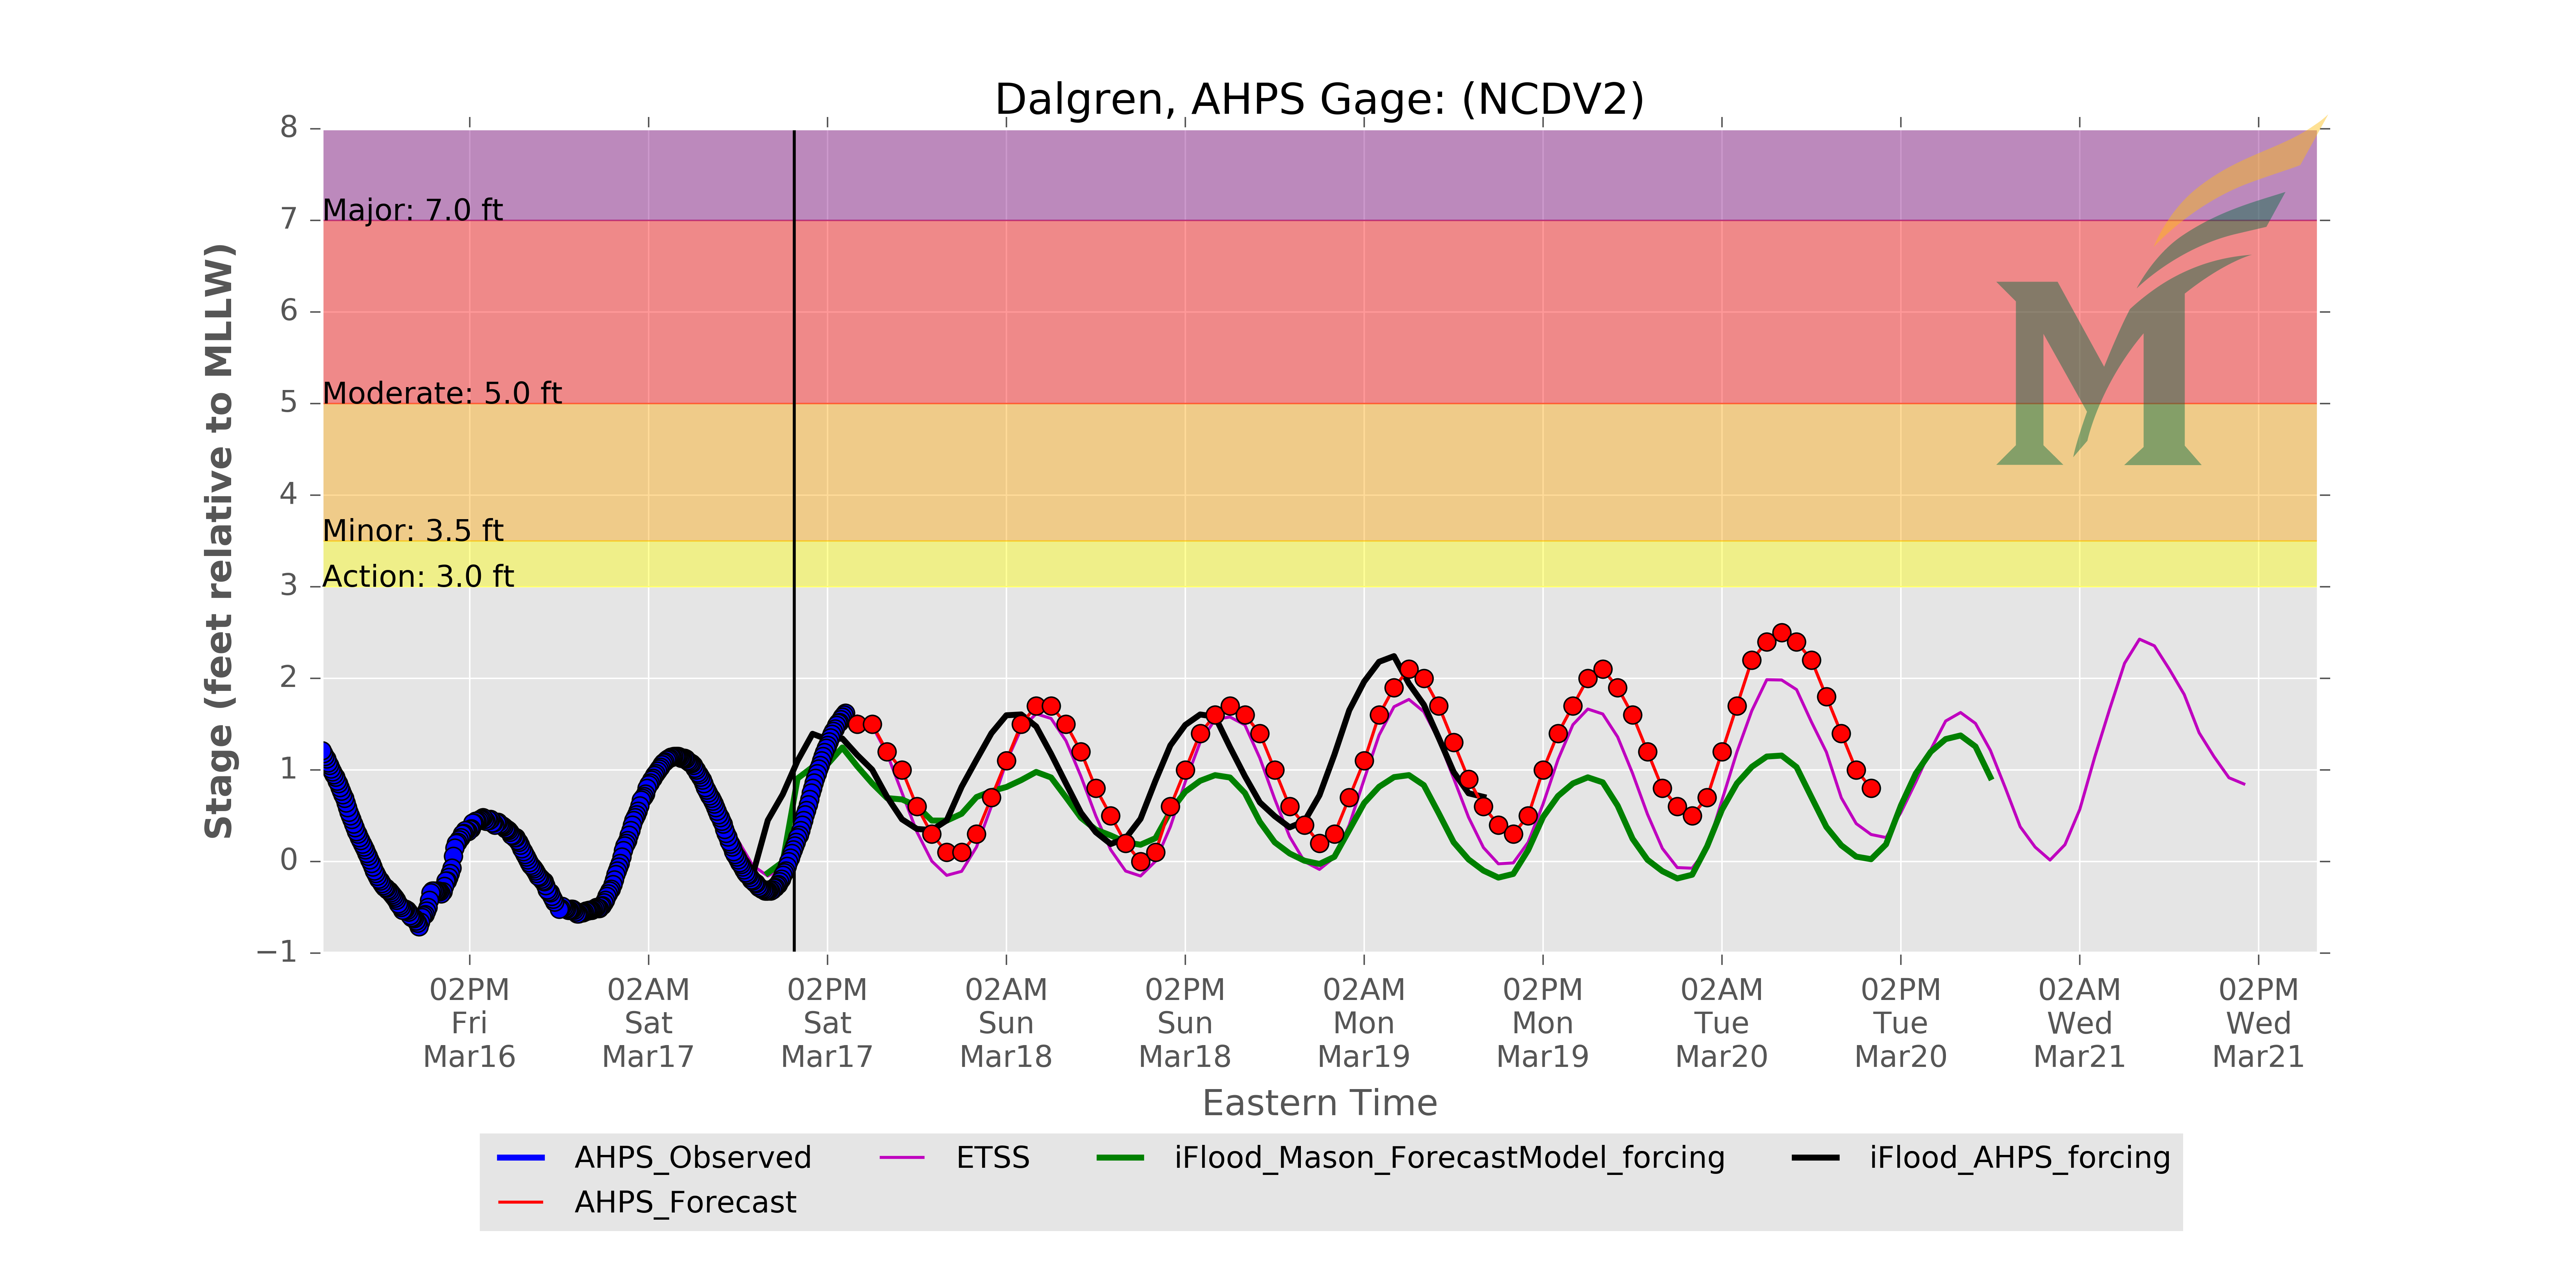 Dalgren, AHPS Gage: (NCDV2)
Stage (feet relative to MLLW)
8
7
6
5
4
3
2
1
0
−1
Major: 7.0 ft
Moderate: 5.0 ft
Minor: 3.5 ft
Action: 3.0 ft
M
02PM 02AM 02PM 02AM 02PM 02AM 02PM 02AM 02PM 02AM 02PM
Fri Sat Sat Sun Sun Mon Mon Tue Tue Wed Wed
Mar16 Mar17 Mar17 Mar18 Mar18 Mar19 Mar19 Mar20 Mar20 Mar21 Mar21
Eastern Time
AHPS_Observed ETSS iFlood_Mason_ForecastModel_forcing iFlood_AHPS_forcing
AHPS_Forecast